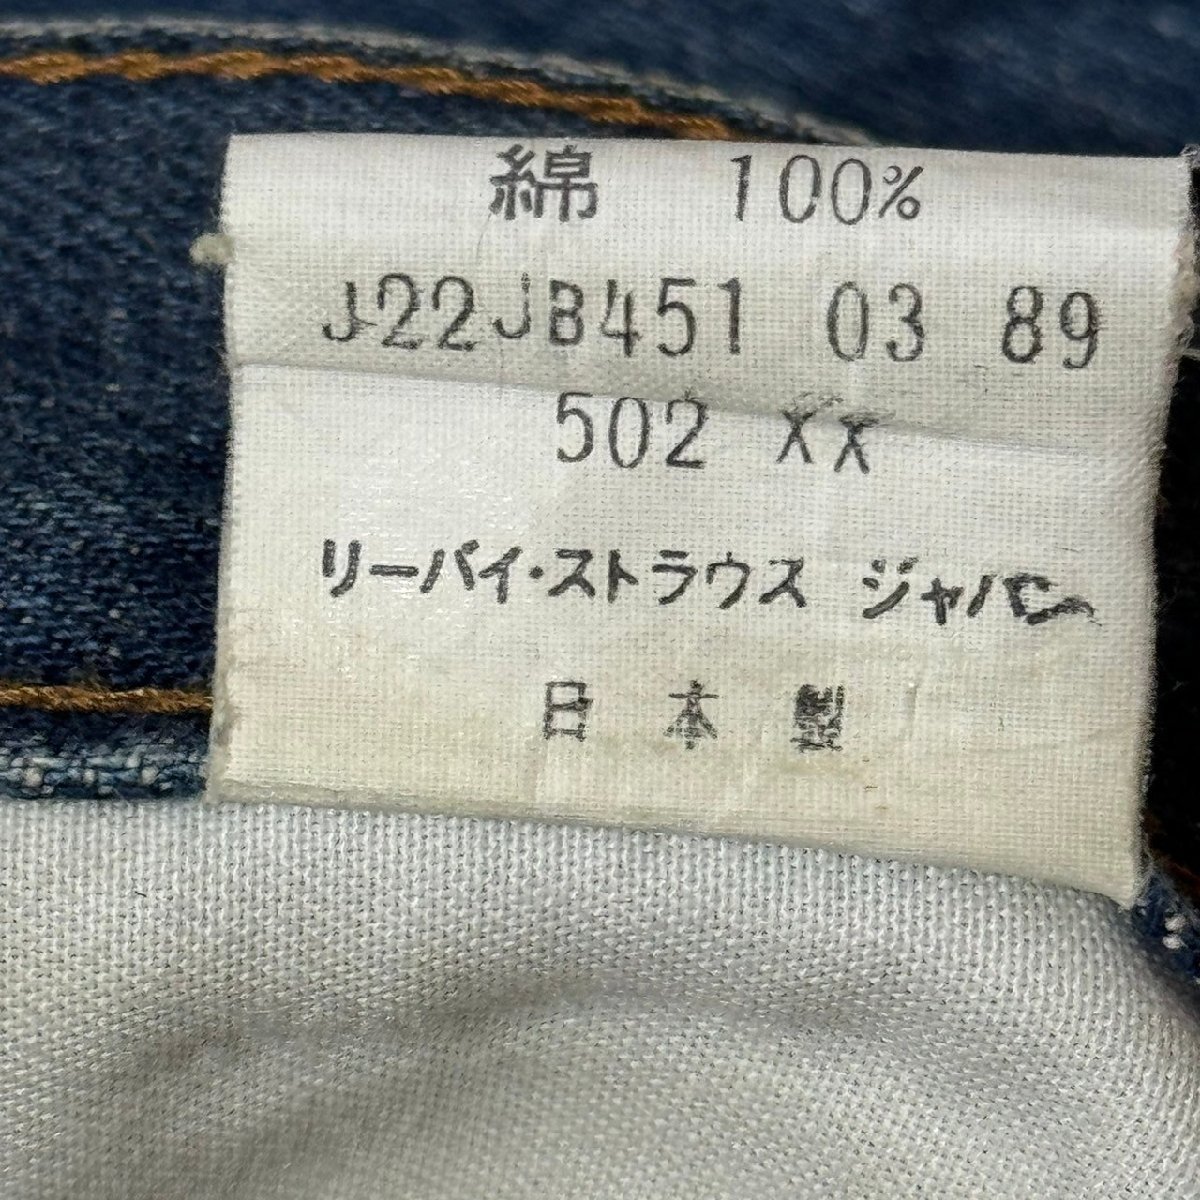 綿 100%
J22JB451 03 89
502 XX
リーバイ・ストラウス ジャパン
日本製